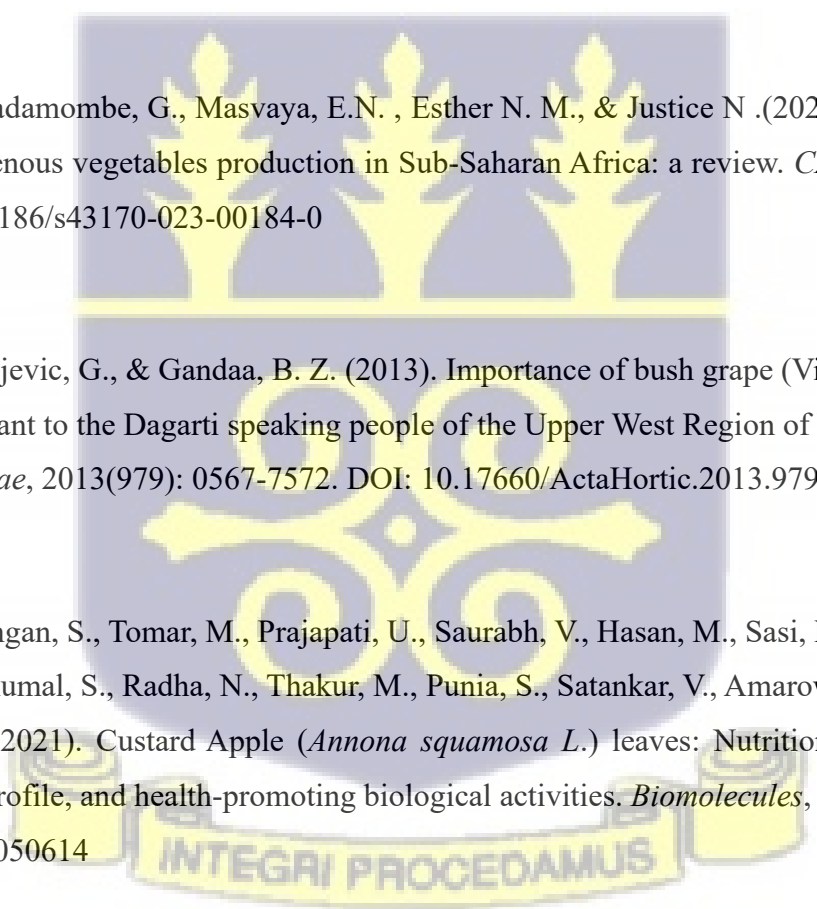 adamombe, G., Masvaya, E.N. , Esther N. M., & Justice N .(202
enous vegetables production in Sub-Saharan Africa: a review.
186/s43170-023-00184-0
jevic, G., & Gandaa, B. Z. (2013). Importance of bush grape (Vi
ant to the Dagarti speaking people of the Upper West Region of
ae, 2013(979): 0567-7572. DOI: 10.17660/ActaHortic.2013.979
ngan, S., Tomar, M., Prajapati, U., Saurabh, V., Hasan, M., Sasi,
umal, S., Radha, N., Thakur, M., Punia, S., Satankar, V., Amarov
2021). Custard Apple (Annona squamosa L.) leaves: Nutrition
rofile, and health-promoting biological activities. Biomolecules,
050614
INTEGRI PROCEDAMUS